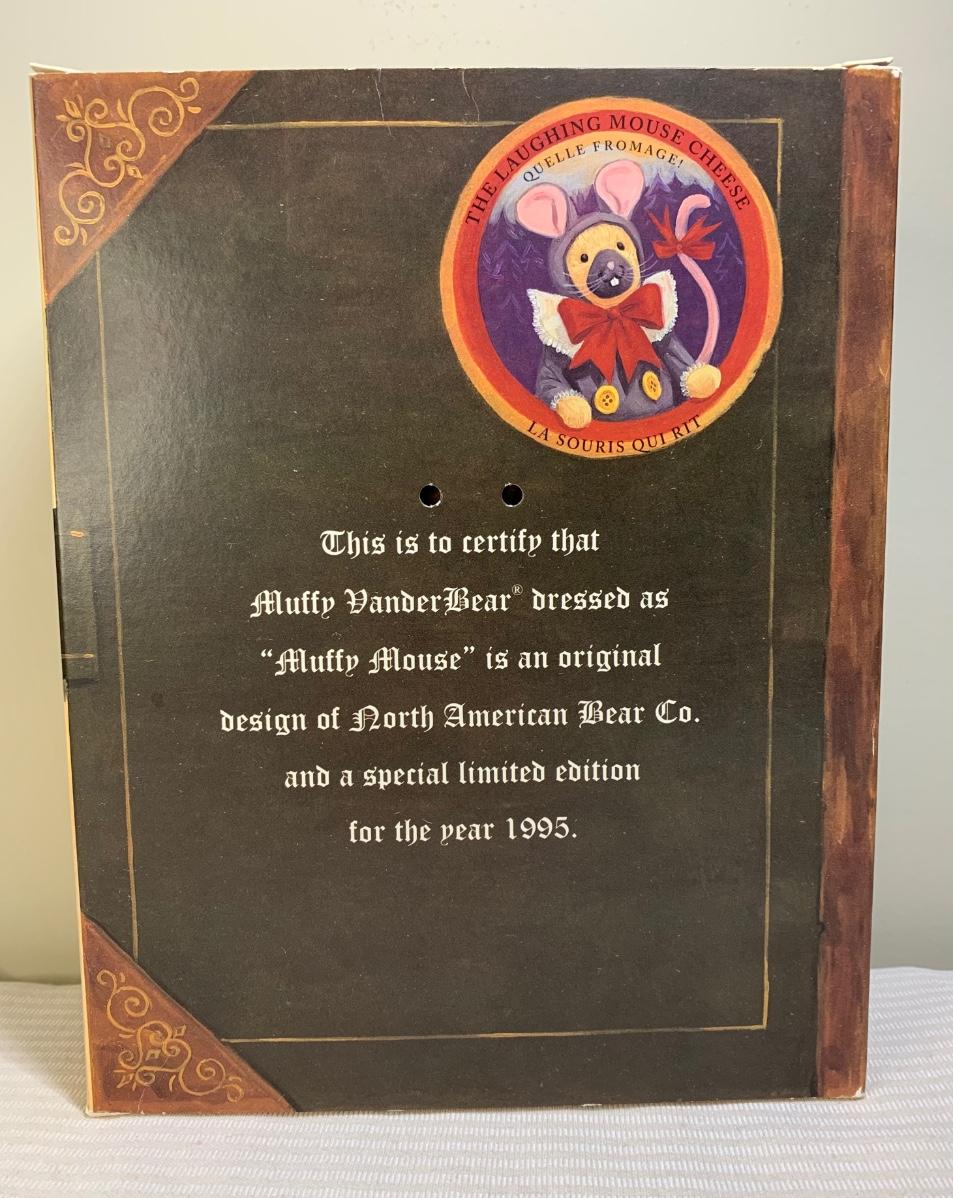 THE LAUGHING MOUSE CHEESE
QUELLE FROMAGE!
LA SOURIS QUI RIT
This is to certify that
Muffy VanderBear® dressed as
“Muffy Mouse” is an original
design of North American Bear Co.
and a special limited edition
for the year 1995.